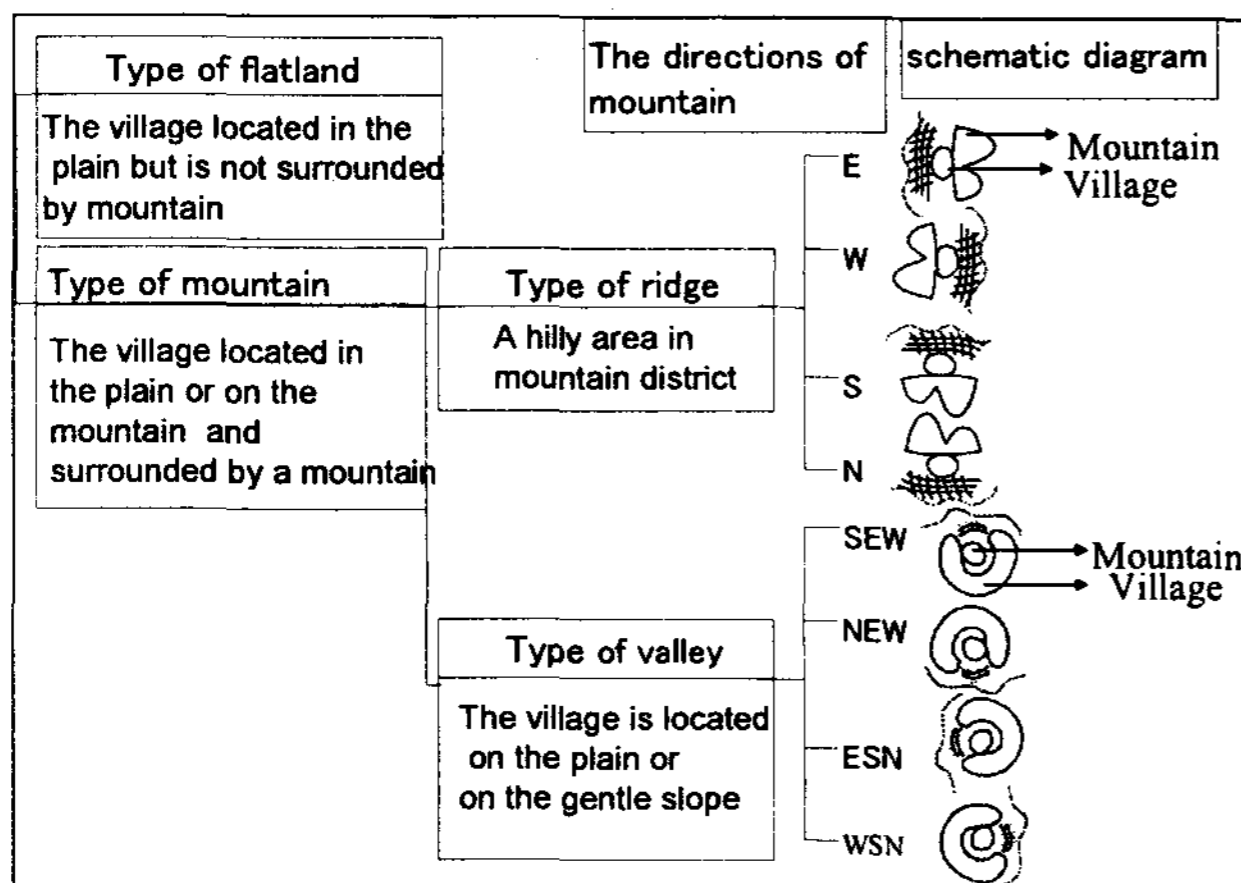 Type of flatland
The village located in the
plain but is not surrounded
by mountain
Type of mountain
The village located in
the plain or on the
mountain and
surrounded by a mountain
Type of ridge
A hilly area in
mountain district
Type of valley
The village is located
on the plain or
on the gentle slope
The directions of
mountain
E
W
S
N
SEW
NEW
ESN
WSN
schematic diagram
Mountain
Village
Mountain
Village